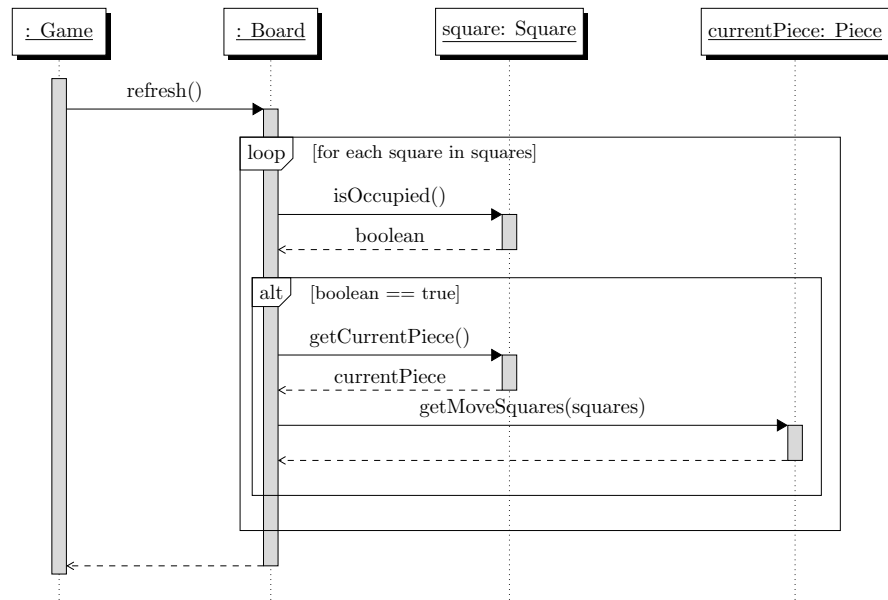 : Game
: Board
square: Square
currentPiece: Piece
refresh()
loop
[for each square in squares]
isOccupied()
boolean
alt
[boolean == true]
getCurrentPiece()
currentPiece
getMoveSquares(squares)